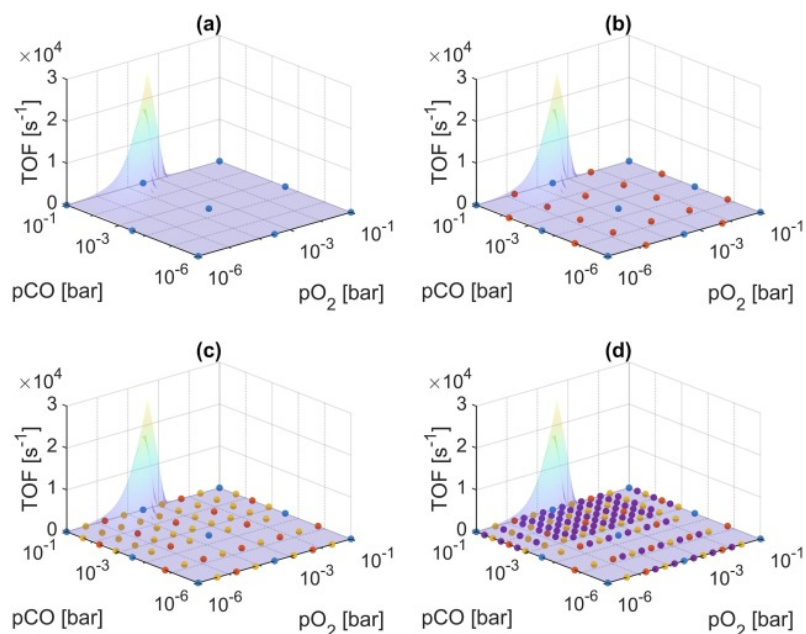 (a)
×10⁴
3
2
1
0
TOF [s⁻¹]
10⁻¹
10⁻³
10⁻⁶
pCO [bar]
10⁻⁶
10⁻³
10⁻¹
pO₂ [bar]
(b)
×10⁴
3
2
1
0
TOF [s⁻¹]
10⁻¹
10⁻³
10⁻⁶
pCO [bar]
10⁻⁶
10⁻³
10⁻¹
pO₂ [bar]
(c)
×10⁴
3
2
1
0
TOF [s⁻¹]
10⁻¹
10⁻³
10⁻⁶
pCO [bar]
10⁻⁶
10⁻³
10⁻¹
pO₂ [bar]
(d)
×10⁴
3
2
1
0
TOF [s⁻¹]
10⁻¹
10⁻³
10⁻⁶
pCO [bar]
10⁻⁶
10⁻³
10⁻¹
pO₂ [bar]